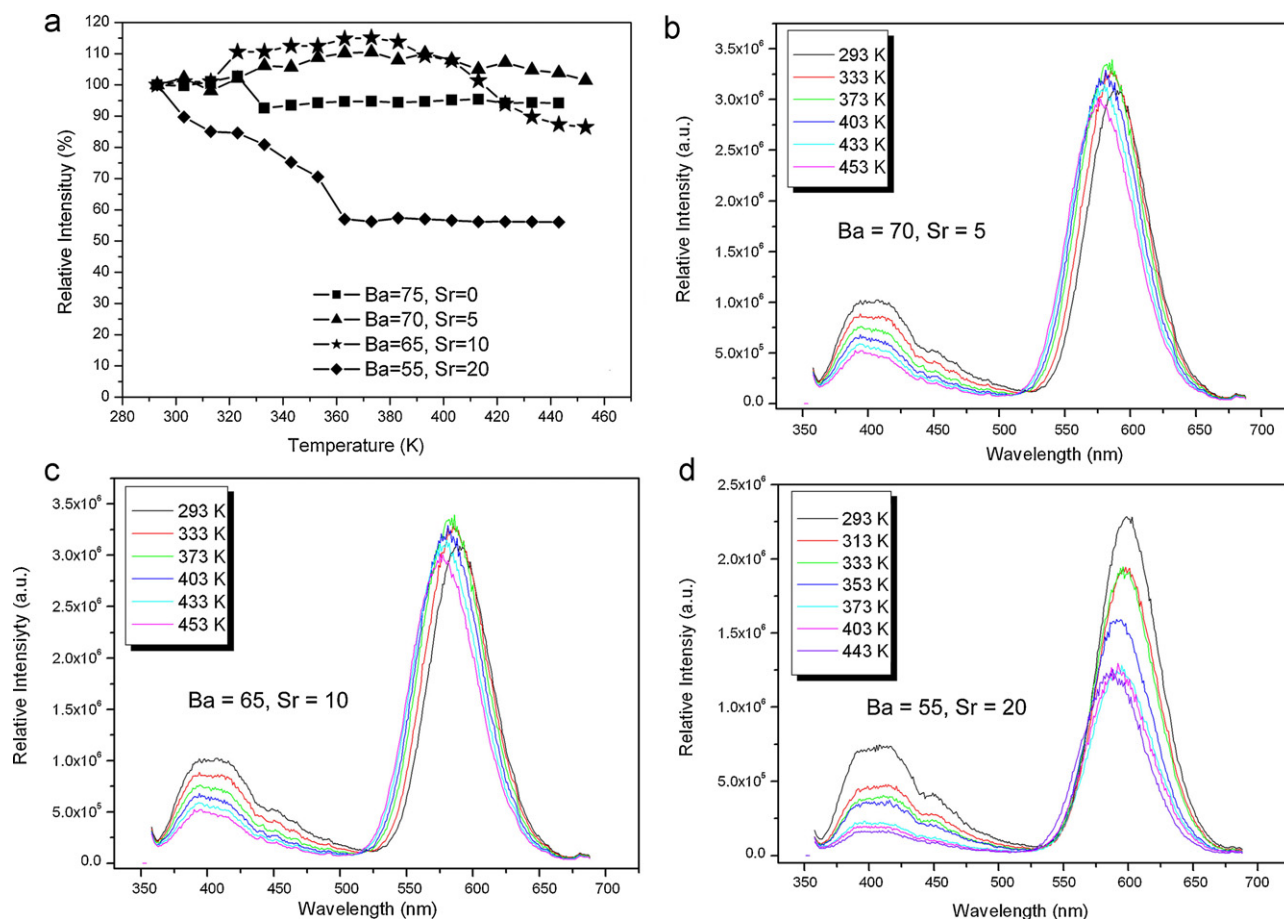 a
Relative Intensituy (%)
120
110
100
90
80
70
60
50
40
30
20
10
0
Ba=75, Sr=0
Ba=70, Sr=5
Ba=65, Sr=10
Ba=55, Sr=20
280 300 320 340 360 380 400 420 440 460
Temperature (K)
b
Relative Intensity (a.u.)
3.5x10⁶
3.0x10⁶
2.5x10⁶
2.0x10⁶
1.5x10⁶
1.0x10⁶
5.0x10⁵
0.0
293 K
333 K
373 K
403 K
433 K
453 K
Ba = 70, Sr = 5
350 400 450 500 550 600 650 700
Wavelength (nm)
c
Relative Intensiyty (a.u.)
3.5x10⁶
3.0x10⁶
2.5x10⁶
2.0x10⁶
1.5x10⁶
1.0x10⁶
5.0x10⁵
0.0
293 K
333 K
373 K
403 K
433 K
453 K
Ba = 65, Sr = 10
350 400 450 500 550 600 650 700
Wavelength (nm)
d
Relative Intensiy (a.u.)
2.5x10⁶
2.0x10⁶
1.5x10⁶
1.0x10⁶
5.0x10⁵
0.0
293 K
313 K
333 K
353 K
373 K
403 K
443 K
Ba = 55, Sr = 20
350 400 450 500 550 600 650 700
Wavelength (nm)